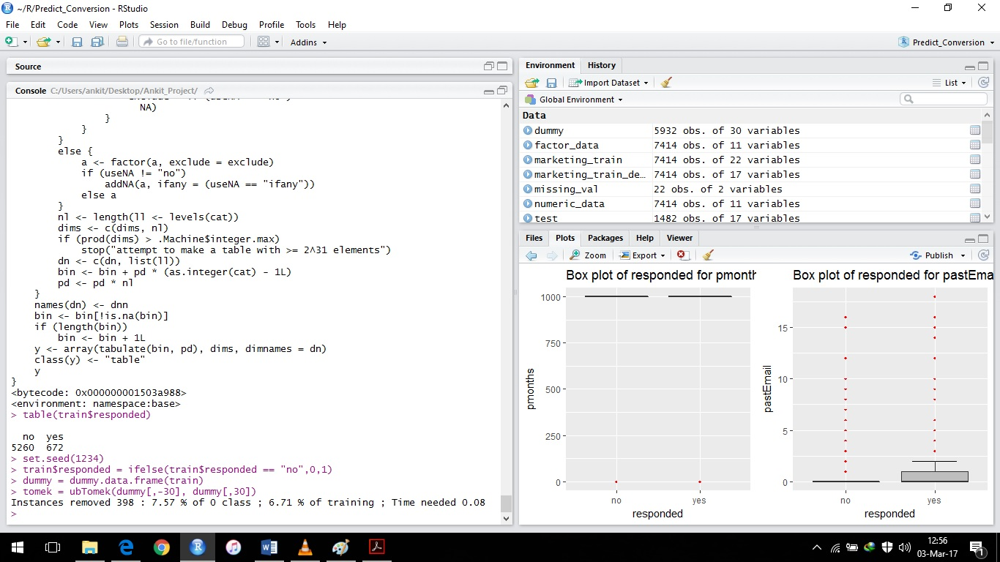 ~/R/Predict_Conversion - RStudio
File Edit Code View Plots Session Build Debug Profile Tools Help
Go to file/function Addins Predict_Conversion
Source
Console C:/Users/ankit/Desktop/Ankit_Project/
NA)
}
}
}
else {
a <- factor(a, exclude = exclude)
if (useNA != "no")
addNA(a, ifany = (useNA == "ifany"))
else a
}
nl <- length(ll <- levels(cat))
dims <- c(dims, nl)
if (prod(dims) > .Machine$integer.max)
stop("attempt to make a table with >= 2^31 elements")
dn <- c(dn, list(ll))
bin <- bin + pd * (as.integer(cat) - 1L)
pd <- pd * nl
}
names(dn) <- dnn
bin <- bin[!is.na(bin)]
if (length(bin))
bin <- bin + 1L
y <- array(tabulate(bin, pd), dims, dimnames = dn)
class(y) <- "table"
y
}
<bytecode: 0x000000001503a988>
<environment: namespace:base>
> table(train$responded)
no yes
5260 672
> set.seed(1234)
> train$responded = ifelse(train$responded == "no",0,1)
> dummy = dummy.data.frame(train)
> tomek = ubTomek(dummy[,-30], dummy[,30])
Instances removed 398 : 7.57 % of 0 class ; 6.71 % of training ; Time needed 0.08
>
Environment History
Import Dataset List
Global Environment
Data
dummy 5932 obs. of 30 variables
factor_data 7414 obs. of 11 variables
marketing_train 7414 obs. of 22 variables
marketing_train_de… 7414 obs. of 17 variables
missing_val 22 obs. of 2 variables
numeric_data 7414 obs. of 11 variables
test 1482 obs. of 17 variables
Files Plots Packages Help Viewer
Zoom Export Publish
Box plot of responded for pmonth
1000
750
500
250
0
pmonths
no yes
responded
Box plot of responded for pastEma
15
10
5
0
pastEmail
no yes
responded
12:56
03-Mar-17
1